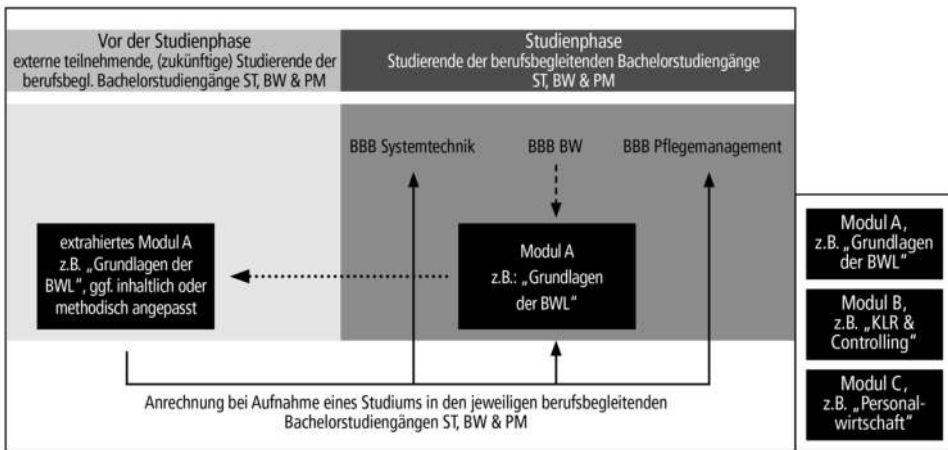 Vor der Studienphase
externe teilnehmende, (zukünftige) Studierende der
berufsbegl. Bachelorstudiengänge ST, BW & PM
Studienphase
Studierende der berufsbegleitenden Bachelorstudiengänge
ST, BW & PM
BBB Systemtechnik
BBB BW
BBB Pflegemanagement
extrahiertes Modul A
z.B. „Grundlagen der
BWL“, ggf. inhaltlich oder
methodisch angepasst
Modul A
z.B.: „Grundlagen
der BWL“
Anrechnung bei Aufnahme eines Studiums in den jeweiligen berufsbegleitenden
Bachelorstudiengängen ST, BW & PM
Modul A,
z.B. „Grundlagen
der BWL“
Modul B,
z.B. „KLR &
Controlling“
Modul C,
z.B. „Personal-
wirtschaft“